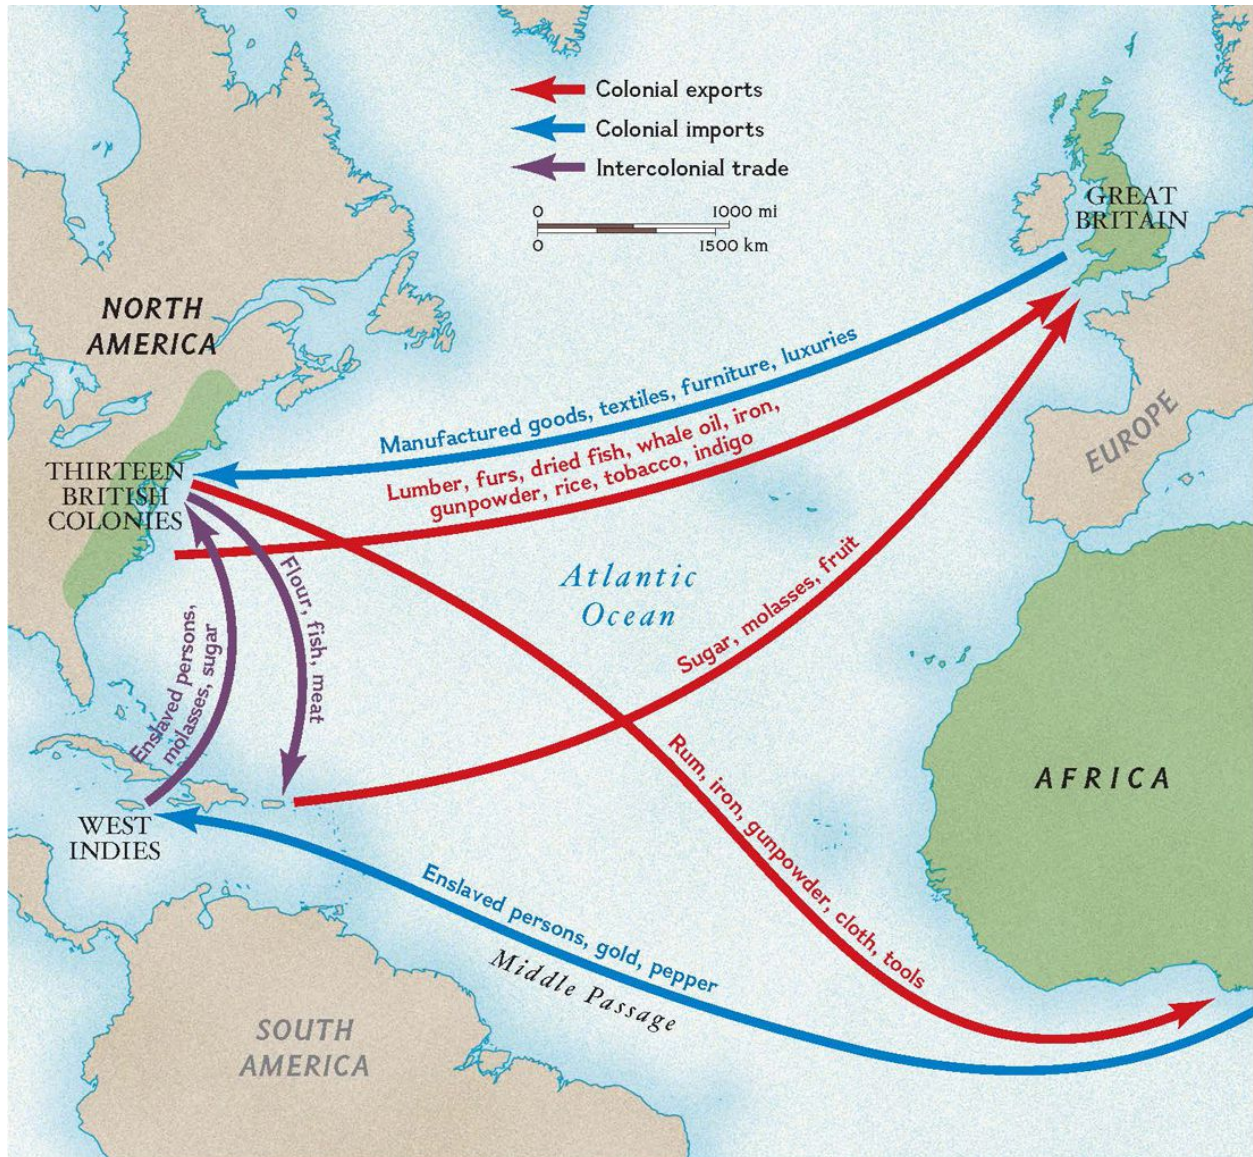 Colonial exports
Colonial imports
Intercolonial trade
0 1000 mi
0 1500 km
GREAT
BRITAIN
NORTH
AMERICA
Manufactured goods, textiles, furniture, luxuries
Lumber, furs, dried fish, whale oil, iron,
gunpowder, rice, tobacco, indigo
EUROPE
THIRTEEN
BRITISH
COLONIES
Atlantic
Ocean
Flour, fish, meat
Enslaved persons,
molasses, sugar
Sugar, molasses, fruit
Rum, iron, gunpowder, cloth, tools
AFRICA
WEST
INDIES
Enslaved persons, gold, pepper
Middle Passage
SOUTH
AMERICA